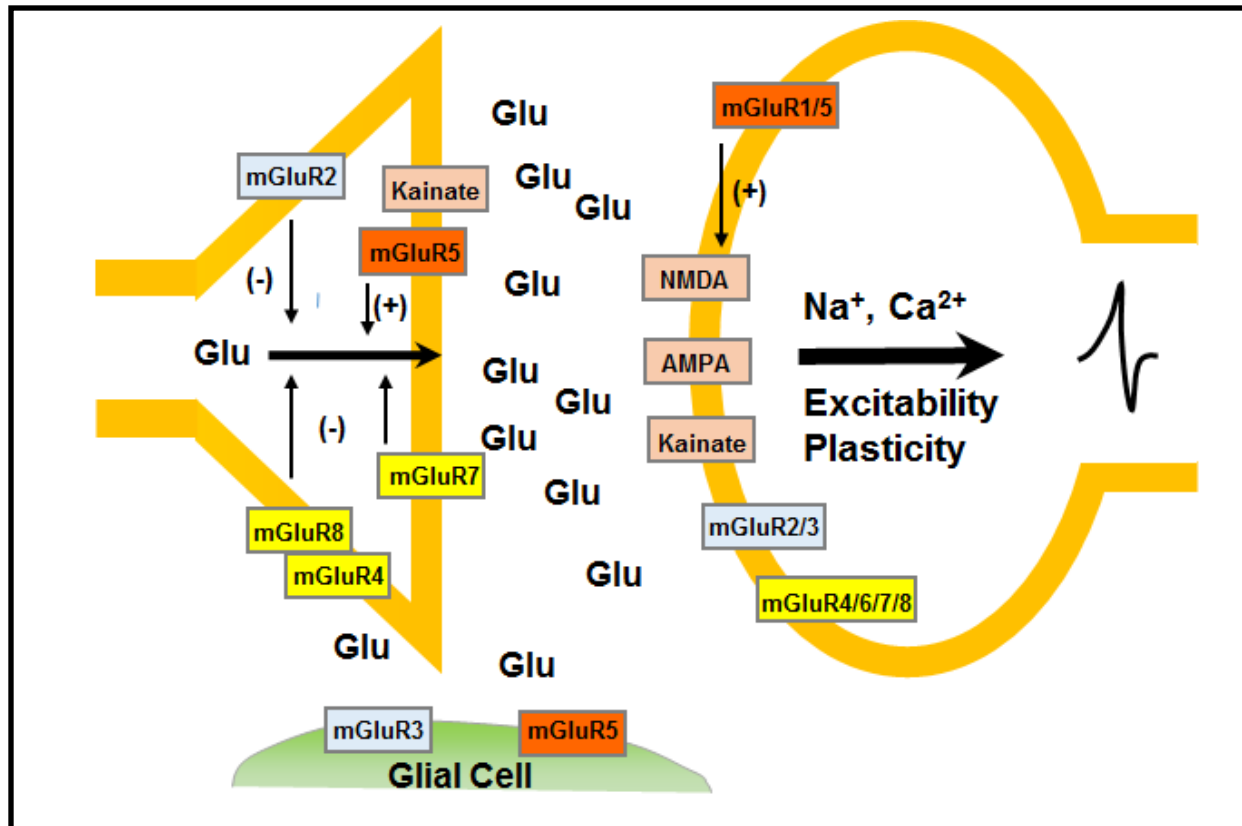 Glu
mGluR1/5
mGluR2
Kainate
Glu
(+)
Glu
mGluR5
NMDA
(-)
(+)
Glu
Na⁺, Ca²⁺
Glu
Glu
AMPA
Glu
Excitability
Plasticity
(-)
Glu
Kainate
mGluR7
Glu
mGluR8
mGluR2/3
mGluR4
Glu
mGluR4/6/7/8
Glu
Glu
mGluR3
mGluR5
Glial Cell